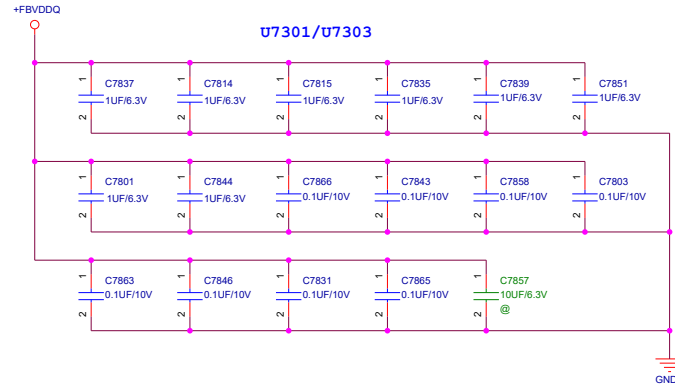 +FBVDDQ
U7301/U7303
1 C7837 1 C7814 1 C7815 1 C7835 1 C7839 1 C7851
1UF/6.3V 1UF/6.3V 1UF/6.3V 1UF/6.3V 1UF/6.3V 1UF/6.3V
2 2 2 2 2 2
1 C7801 1 C7844 1 C7866 1 C7843 1 C7858 1 C7803
1UF/6.3V 1UF/6.3V 0.1UF/10V 0.1UF/10V 0.1UF/10V 0.1UF/10V
2 2 2 2 2 2
1 C7863 1 C7846 1 C7831 1 C7865 1 C7857
0.1UF/10V 0.1UF/10V 0.1UF/10V 0.1UF/10V 10UF/6.3V
2 2 2 2 2 @
GND